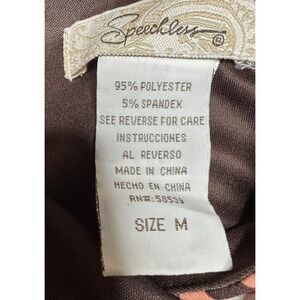 Speechless®
95% POLYESTER
5% SPANDEX
SEE REVERSE FOR CARE
INSTRUCCIONES
AL REVERSO
MADE IN CHINA
HECHO EN CHINA
RN#: 58539
SIZE M